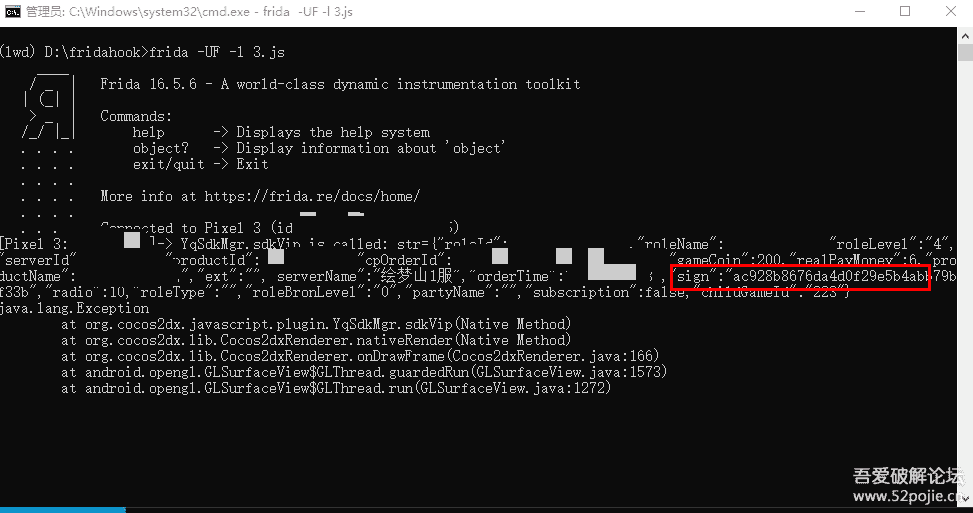 管理员: C:\Windows\system32\cmd.exe - frida -UF -l 3.js
(lwd) D:\fridahook>frida -UF -l 3.js
     ____
    / _  |   Frida 16.5.6 - A world-class dynamic instrumentation toolkit
   | (_| |
    > _  |   Commands:
   /_/ |_|       help      -> Displays the help system
   . . . .       object?   -> Display information about 'object'
   . . . .       exit/quit -> Exit
   . . . .
   . . . .   More info at https://frida.re/docs/home/
   . . . .
   . . . .   Connected to Pixel 3 (id )
[Pixel 3: ]-> YqSdkMgr.sdkVip is called: str={"roleId": "roleName": "roleLevel":"4",
"serverId" "productId": "cpOrderId": "gameCoin":200,"realPayMoney":6,"pro
ductName": ","ext":"", serverName":"绘梦山1服","orderTime": , "sign":"ac928b8676da4d0f29e5b4abb79b
f33b","radio":10,"roleType":"","roleBronLevel":"0","partyName":"","subscription":false,"childGameId":"223"}
java.lang.Exception
at org.cocos2dx.javascript.plugin.YqSdkMgr.sdkVip(Native Method)
at org.cocos2dx.lib.Cocos2dxRenderer.nativeRender(Native Method)
at org.cocos2dx.lib.Cocos2dxRenderer.onDrawFrame(Cocos2dxRenderer.java:166)
at android.opengl.GLSurfaceView$GLThread.guardedRun(GLSurfaceView.java:1573)
at android.opengl.GLSurfaceView$GLThread.run(GLSurfaceView.java:1272)
吾爱破解论坛
www.52pojie.cn